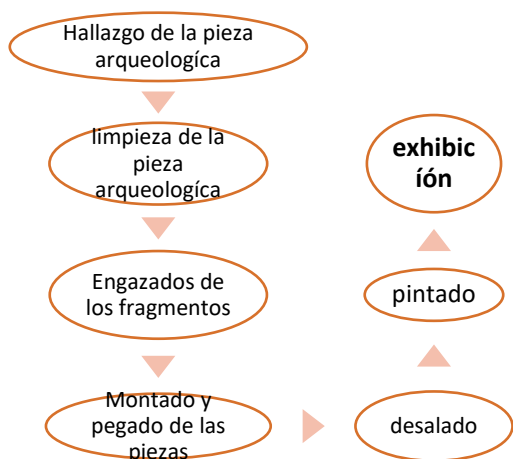 Hallazgo de la pieza
arqueologíca
limpieza de la
pieza
arqueologíca
Engazados de
los fragmentos
Montado y
pegado de las
piezas
desalado
pintado
exhibic
íón